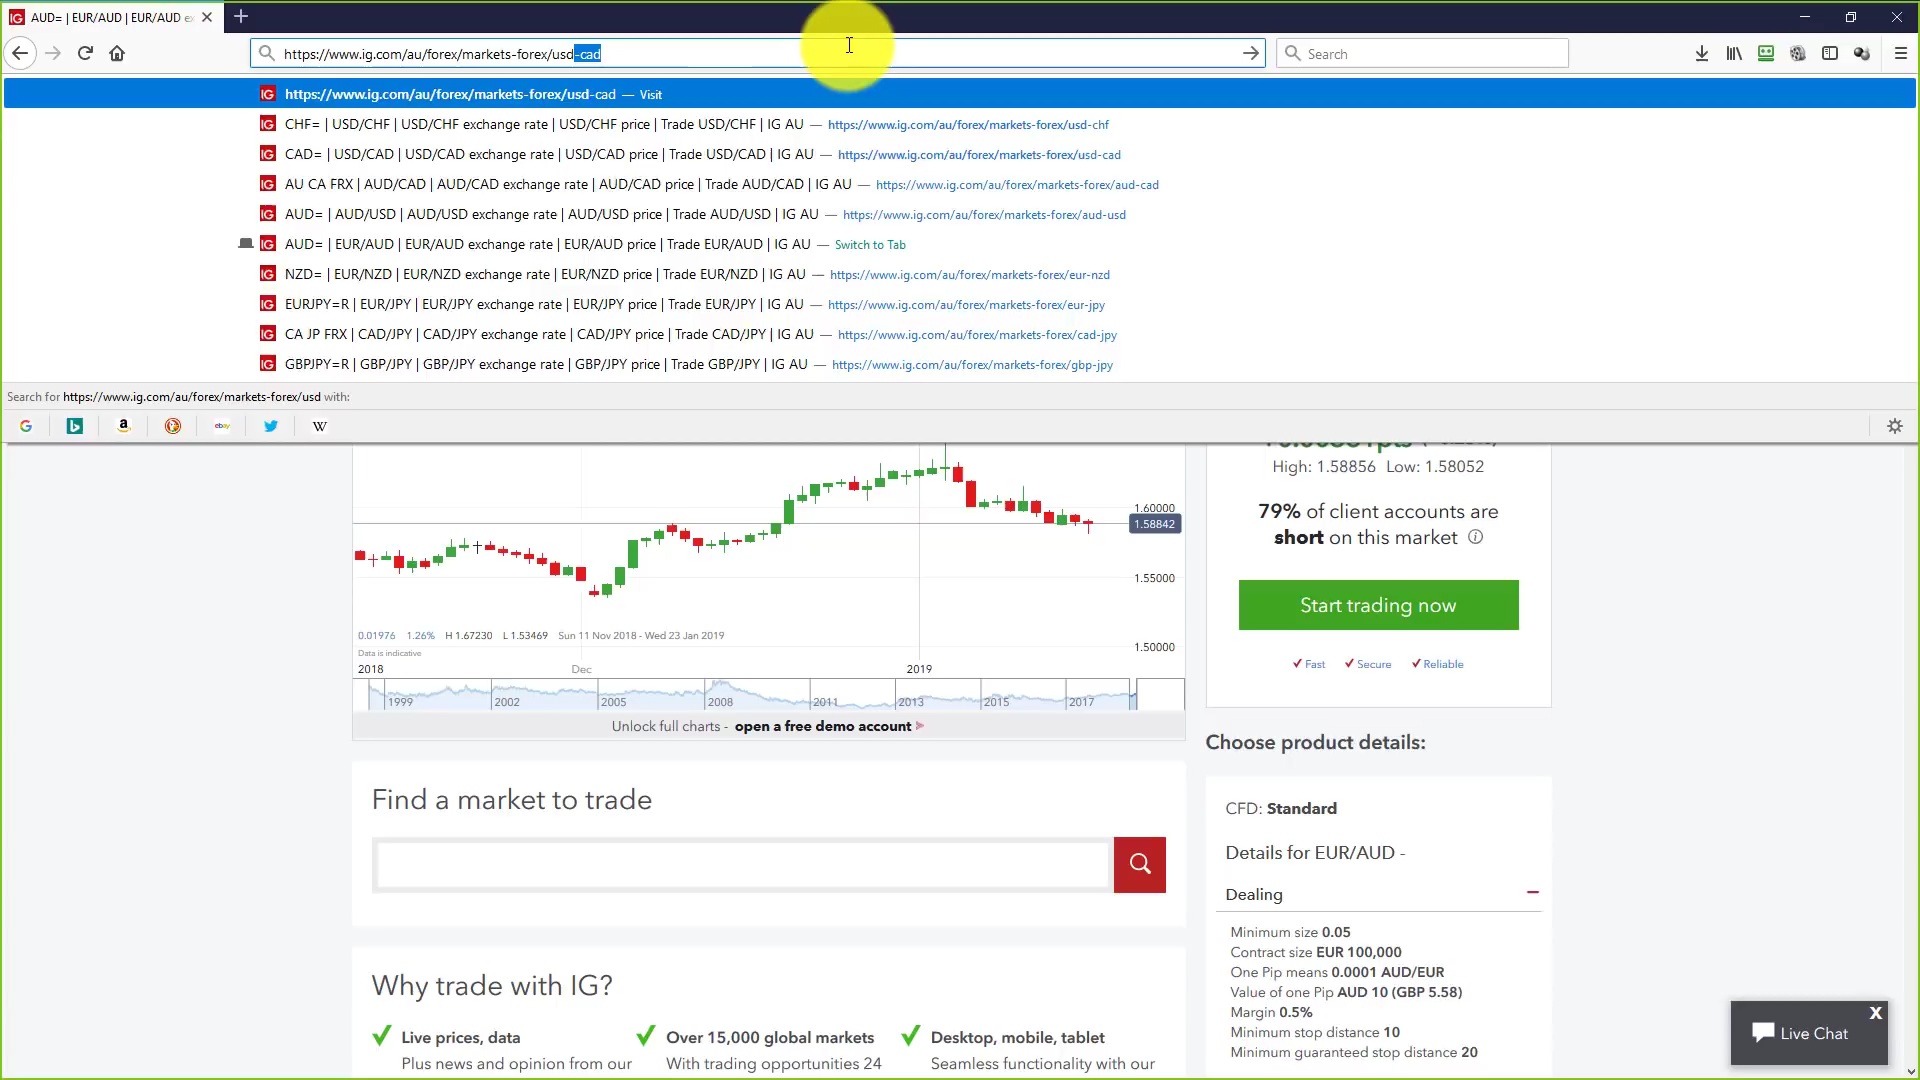 IG AUD= | EUR/AUD | EUR/AUD e
https://www.ig.com/au/forex/markets-forex/usd-cad
Search
IG https://www.ig.com/au/forex/markets-forex/usd-cad — Visit
IG CHF= | USD/CHF | USD/CHF exchange rate | USD/CHF price | Trade USD/CHF | IG AU — https://www.ig.com/au/forex/markets-forex/usd-chf
IG CAD= | USD/CAD | USD/CAD exchange rate | USD/CAD price | Trade USD/CAD | IG AU — https://www.ig.com/au/forex/markets-forex/usd-cad
IG AU CA FRX | AUD/CAD | AUD/CAD exchange rate | AUD/CAD price | Trade AUD/CAD | IG AU — https://www.ig.com/au/forex/markets-forex/aud-cad
IG AUD= | AUD/USD | AUD/USD exchange rate | AUD/USD price | Trade AUD/USD | IG AU — https://www.ig.com/au/forex/markets-forex/aud-usd
IG AUD= | EUR/AUD | EUR/AUD exchange rate | EUR/AUD price | Trade EUR/AUD | IG AU — Switch to Tab
IG NZD= | EUR/NZD | EUR/NZD exchange rate | EUR/NZD price | Trade EUR/NZD | IG AU — https://www.ig.com/au/forex/markets-forex/eur-nzd
IG EURJPY=R | EUR/JPY | EUR/JPY exchange rate | EUR/JPY price | Trade EUR/JPY | IG AU — https://www.ig.com/au/forex/markets-forex/eur-jpy
IG CA JP FRX | CAD/JPY | CAD/JPY exchange rate | CAD/JPY price | Trade CAD/JPY | IG AU — https://www.ig.com/au/forex/markets-forex/cad-jpy
IG GBPJPY=R | GBP/JPY | GBP/JPY exchange rate | GBP/JPY price | Trade GBP/JPY | IG AU — https://www.ig.com/au/forex/markets-forex/gbp-jpy
Search for https://www.ig.com/au/forex/markets-forex/usd with:
G b a ebay W
High: 1.58856 Low: 1.58052
79% of client accounts are
short on this market
Start trading now
Fast Secure Reliable
1.60000
1.58842
1.55000
1.50000
0.01976 1.26% H 1.67230 L 1.53469 Sun 11 Nov 2018 - Wed 23 Jan 2019
Data is indicative
2018 Dec 2019
1999 2002 2005 2008 2011 2013 2015 2017
Unlock full charts - open a free demo account
Find a market to trade
Why trade with IG?
Live prices, data
Plus news and opinion from our
Over 15,000 global markets
With trading opportunities 24
Desktop, mobile, tablet
Seamless functionality with our
Choose product details:
CFD: Standard
Details for EUR/AUD -
Dealing
Minimum size 0.05
Contract size EUR 100,000
One Pip means 0.0001 AUD/EUR
Value of one Pip AUD 10 (GBP 5.58)
Margin 0.5%
Minimum stop distance 10
Minimum guaranteed stop distance 20
X
Live Chat